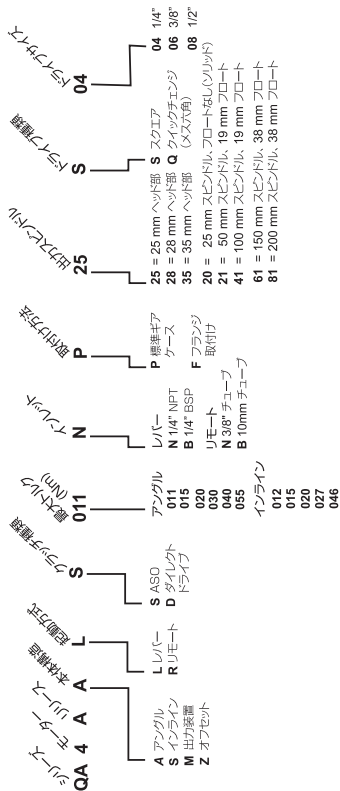 シリーズ
モーター
リリース
本体構造
起動方式
クラッチ種類
最大トルク
(Nm)
インレット
取付け方法
出力スピンドル
ドライブ種類
ドライブサイズ
QA 4 A A L S 011 N P 25 S 04
A アングル
S インライン
M 出力装置
Z オフセット
L レバー
R リモート
S ASO
D ダイレクト
ドライブ
アングル
011
015
020
030
040
055
インライン
012
015
020
027
046
レバー
N 1/4” NPT
B 1/4” BSP
リモート
N 3/8” チューブ
B 10mm チューブ
P 標準ギア
ケース
F フランジ
取付け
25 = 25 mm ヘッド部
28 = 28 mm ヘッド部
35 = 35 mm ヘッド部
20 = 25 mm スピンドル、フロートなし(ソリッド)
21 = 50 mm スピンドル、19 mm フロート
41 = 100 mm スピンドル、19 mm フロート
61 = 150 mm スピンドル、38 mm フロート
81 = 200 mm スピンドル、38 mm フロート
S スクエア
Q クイックチェンジ
(メス六角)
04 1/4”
06 3/8”
08 1/2”